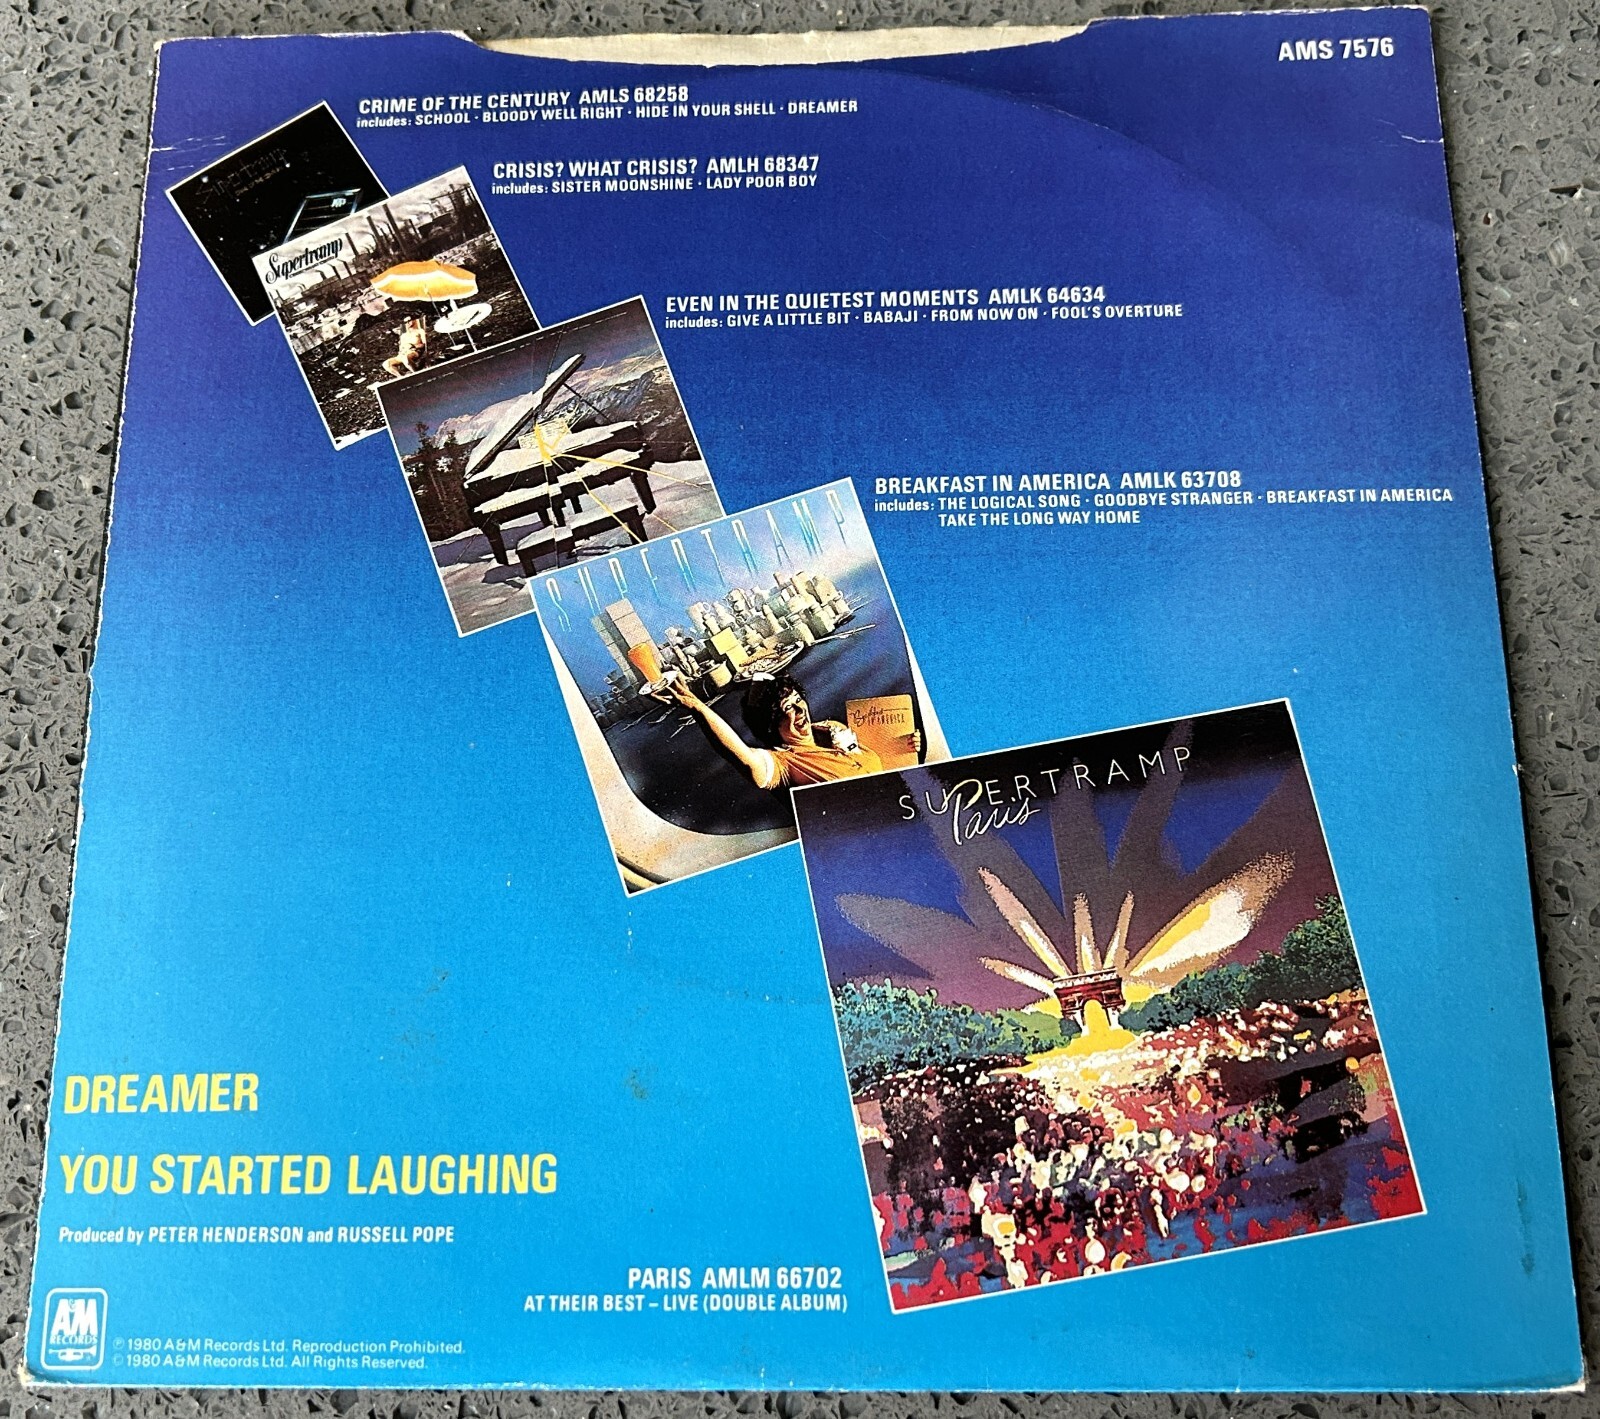 AMS 7576
CRIME OF THE CENTURY AMLS 68258
includes: SCHOOL · BLOODY WELL RIGHT · HIDE IN YOUR SHELL · DREAMER
CRISIS? WHAT CRISIS? AMLH 68347
includes: SISTER MOONSHINE · LADY POOR BOY
Supertramp
EVEN IN THE QUIETEST MOMENTS AMLK 64634
includes: GIVE A LITTLE BIT · BABAJI · FROM NOW ON · FOOL'S OVERTURE
BREAKFAST IN AMERICA AMLK 63708
includes: THE LOGICAL SONG · GOODBYE STRANGER · BREAKFAST IN AMERICA
TAKE THE LONG WAY HOME
SUPERTRAMP
IN AMERICA
SUPERTRAMP
Paris
DREAMER
YOU STARTED LAUGHING
Produced by PETER HENDERSON and RUSSELL POPE
PARIS AMLM 66702
AT THEIR BEST – LIVE (DOUBLE ALBUM)
A&M
RECORDS
℗ 1980 A&M Records Ltd. Reproduction Prohibited.
© 1980 A&M Records Ltd. All Rights Reserved.